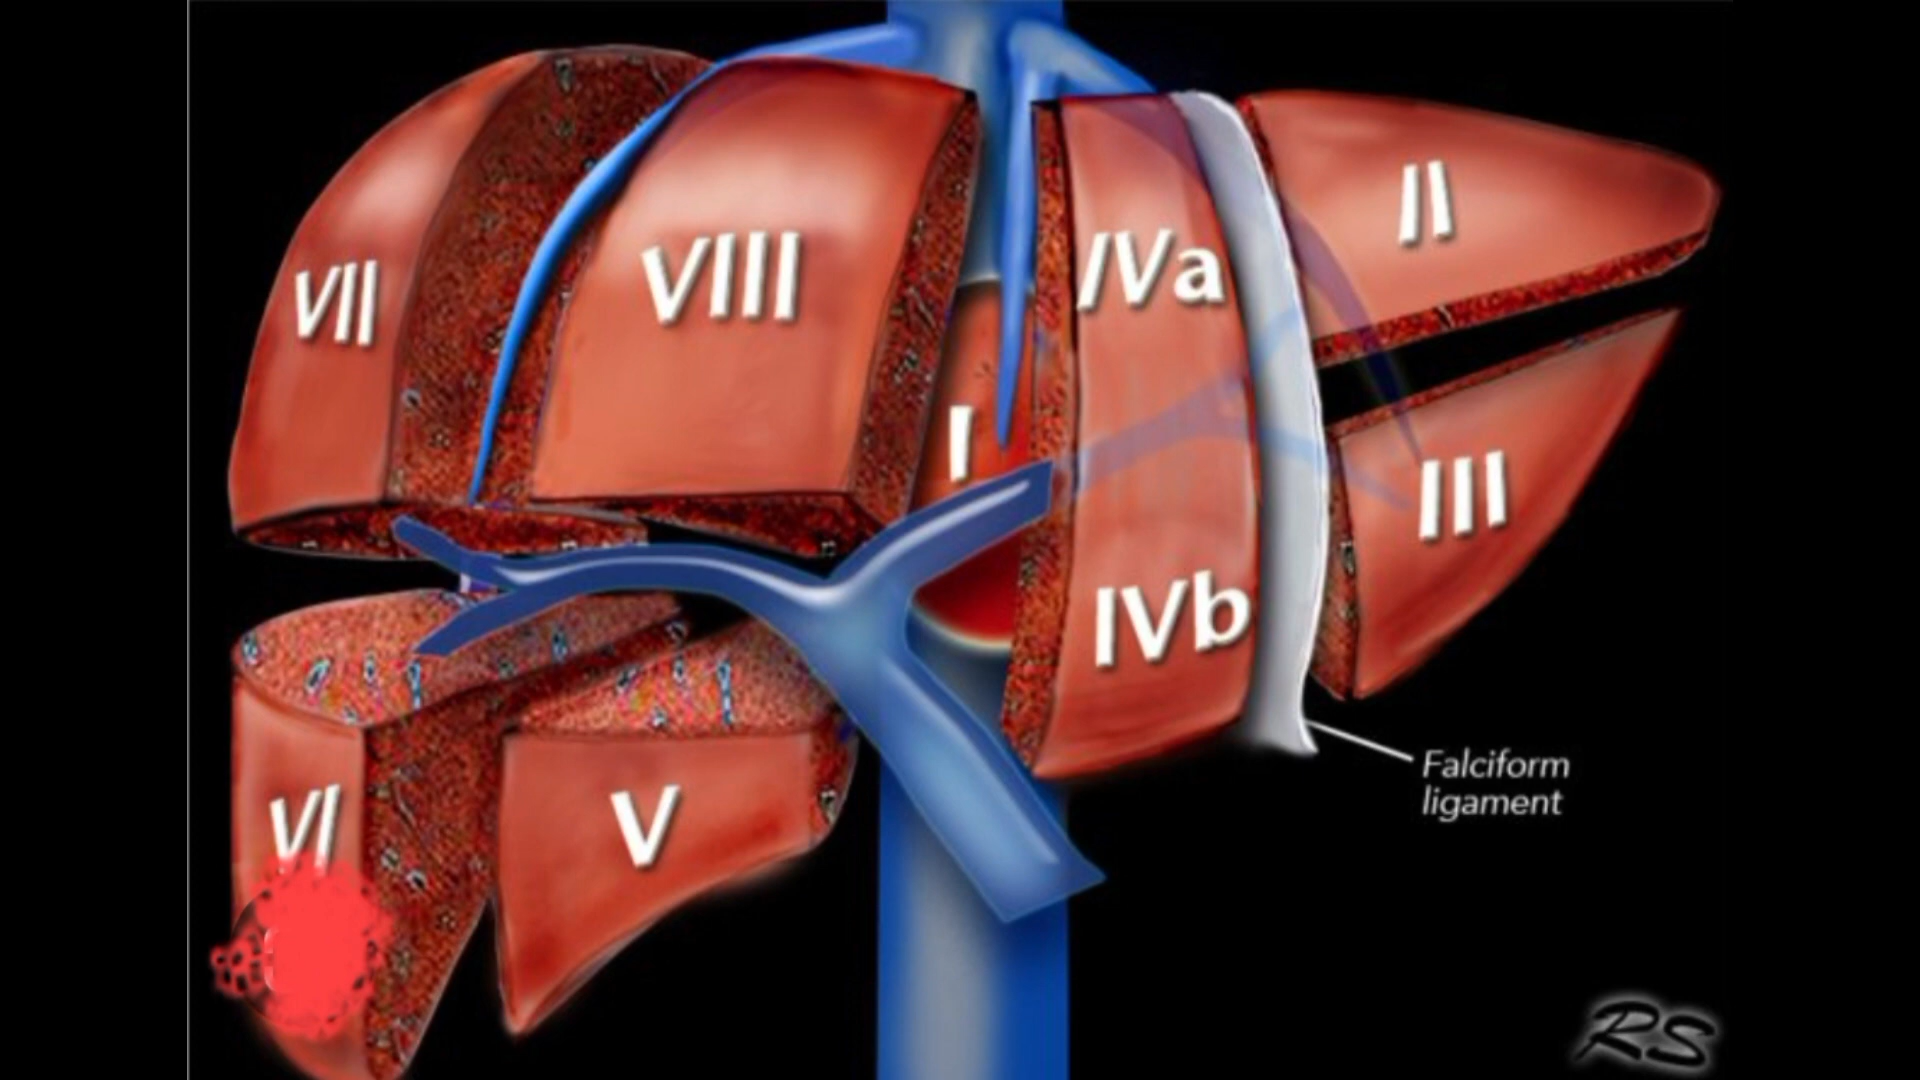 VII
VIII
IVa
II
I
III
IVb
VI
V
Falciform
ligament
RS